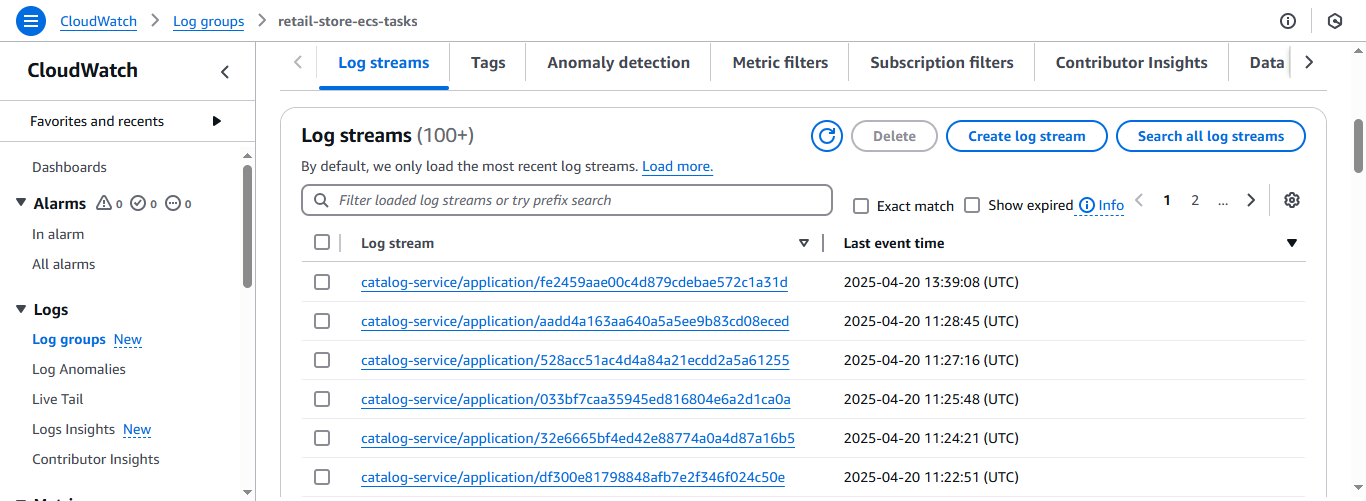 CloudWatch > Log groups > retail-store-ecs-tasks
CloudWatch
Favorites and recents
Dashboards
Alarms 0 0 0
In alarm
All alarms
Logs
Log groups New
Log Anomalies
Live Tail
Logs Insights New
Contributor Insights
Log streams Tags Anomaly detection Metric filters Subscription filters Contributor Insights Data
Log streams (100+)
Delete Create log stream Search all log streams
By default, we only load the most recent log streams. Load more.
Filter loaded log streams or try prefix search
Exact match Show expired Info 1 2 ...
Log stream Last event time
catalog-service/application/fe2459aae00c4d879cdebae572c1a31d 2025-04-20 13:39:08 (UTC)
catalog-service/application/aadd4a163aa640a5a5ee9b83cd08eced 2025-04-20 11:28:45 (UTC)
catalog-service/application/528acc51ac4d4a84a21ecdd2a5a61255 2025-04-20 11:27:16 (UTC)
catalog-service/application/033bf7caa35945ed816804e6a2d1ca0a 2025-04-20 11:25:48 (UTC)
catalog-service/application/32e6665bf4ed42e88774a0a4d87a16b5 2025-04-20 11:24:21 (UTC)
catalog-service/application/df300e81798848afb7e2f346f024c50e 2025-04-20 11:22:51 (UTC)